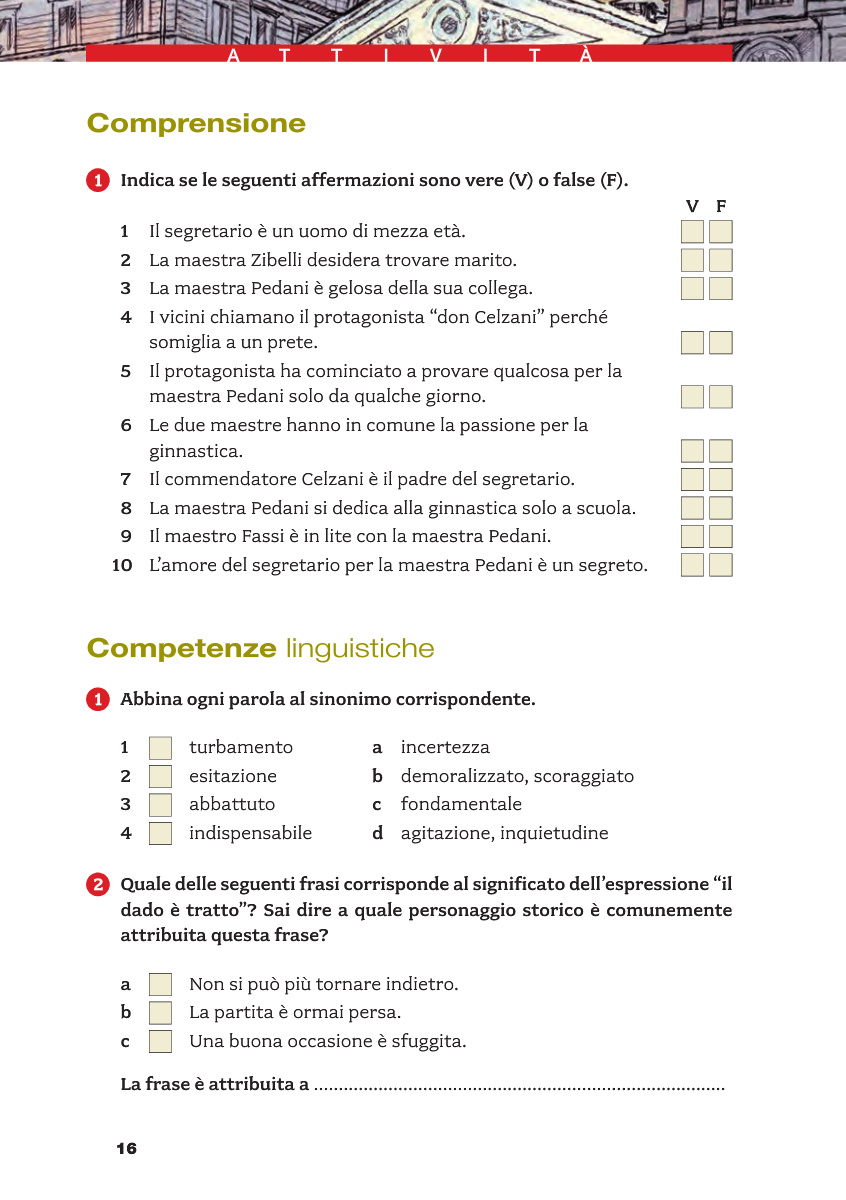 ATTIVITÀ
Comprensione
1 Indica se le seguenti affermazioni sono vere (V) o false (F).
V F
1 Il segretario è un uomo di mezza età.
2 La maestra Zibelli desidera trovare marito.
3 La maestra Pedani è gelosa della sua collega.
4 I vicini chiamano il protagonista “don Celzani” perché
somiglia a un prete.
5 Il protagonista ha cominciato a provare qualcosa per la
maestra Pedani solo da qualche giorno.
6 Le due maestre hanno in comune la passione per la
ginnastica.
7 Il commendatore Celzani è il padre del segretario.
8 La maestra Pedani si dedica alla ginnastica solo a scuola.
9 Il maestro Fassi è in lite con la maestra Pedani.
10 L’amore del segretario per la maestra Pedani è un segreto.
Competenze linguistiche
1 Abbina ogni parola al sinonimo corrispondente.
1 turbamento a incertezza
2 esitazione b demoralizzato, scoraggiato
3 abbattuto c fondamentale
4 indispensabile d agitazione, inquietudine
2 Quale delle seguenti frasi corrisponde al significato dell’espressione “il
dado è tratto”? Sai dire a quale personaggio storico è comunemente
attribuita questa frase?
a Non si può più tornare indietro.
b La partita è ormai persa.
c Una buona occasione è sfuggita.
La frase è attribuita a ....................................................................................
16